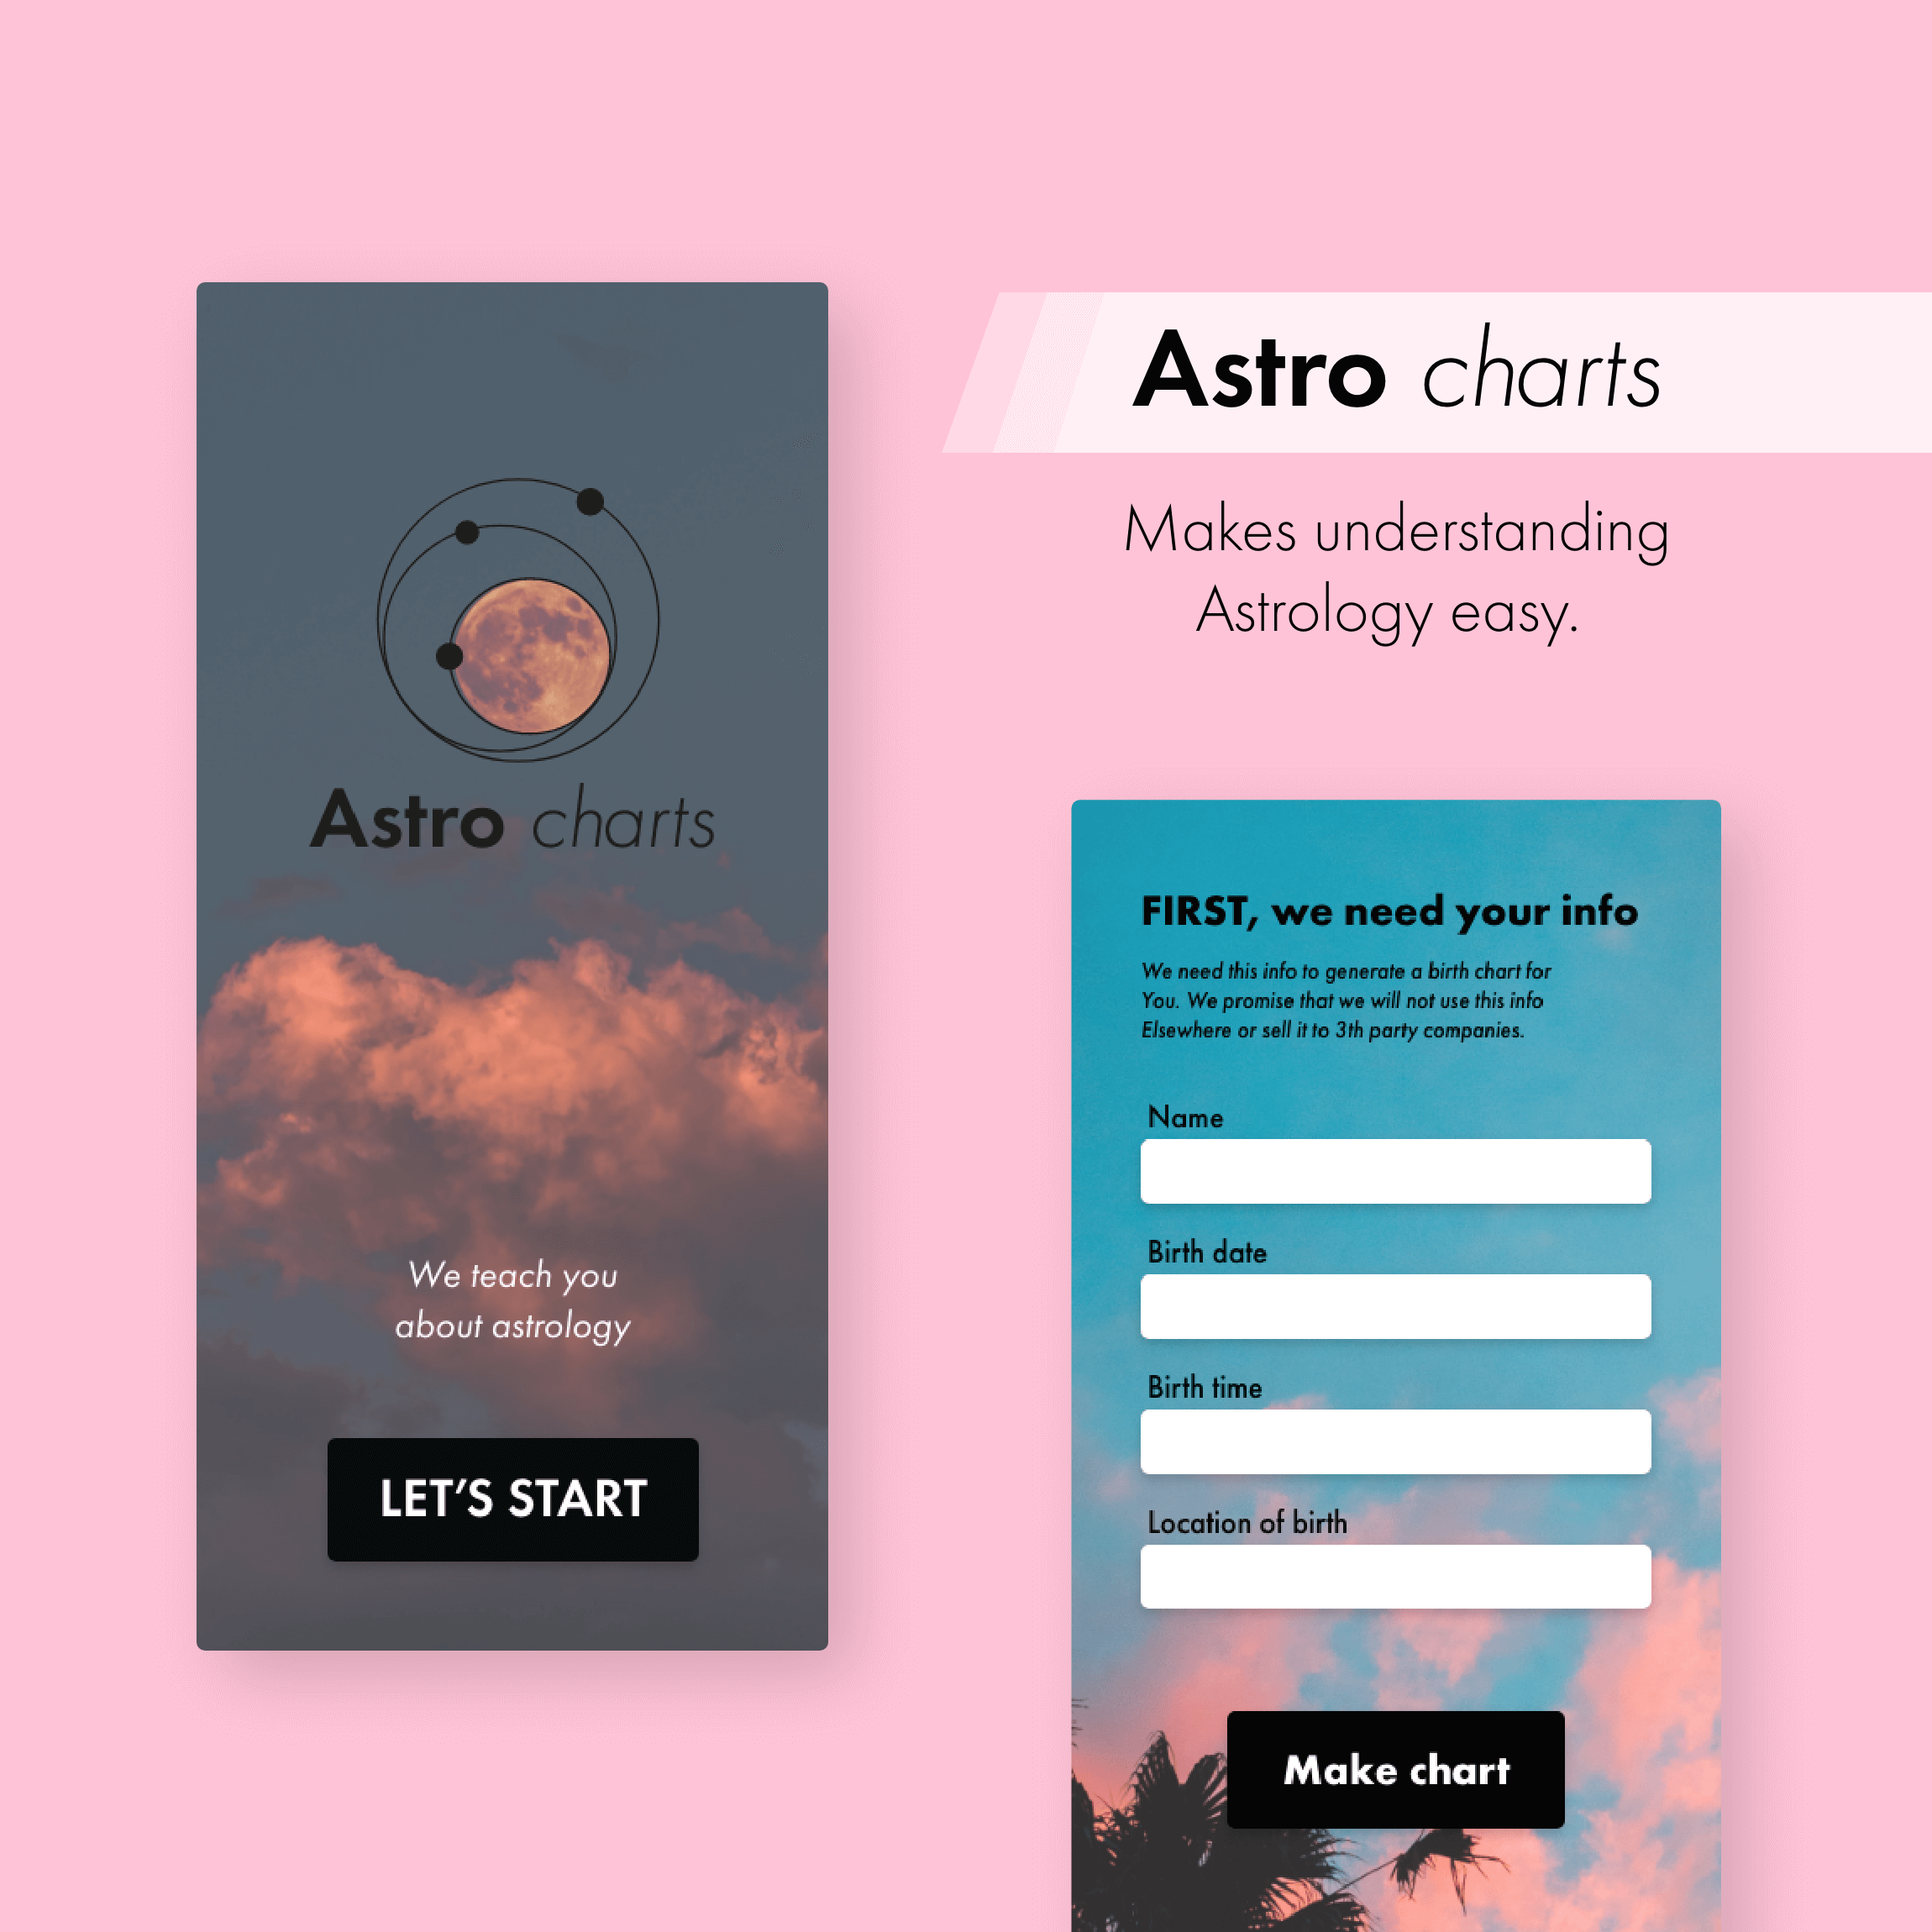 Astro charts
We teach you
about astrology
LET’S START
Astro charts
Makes understanding
Astrology easy.
FIRST, we need your info
We need this info to generate a birth chart for
You. We promise that we will not use this info
Elsewhere or sell it to 3th party companies.
Name
Birth date
Birth time
Location of birth
Make chart